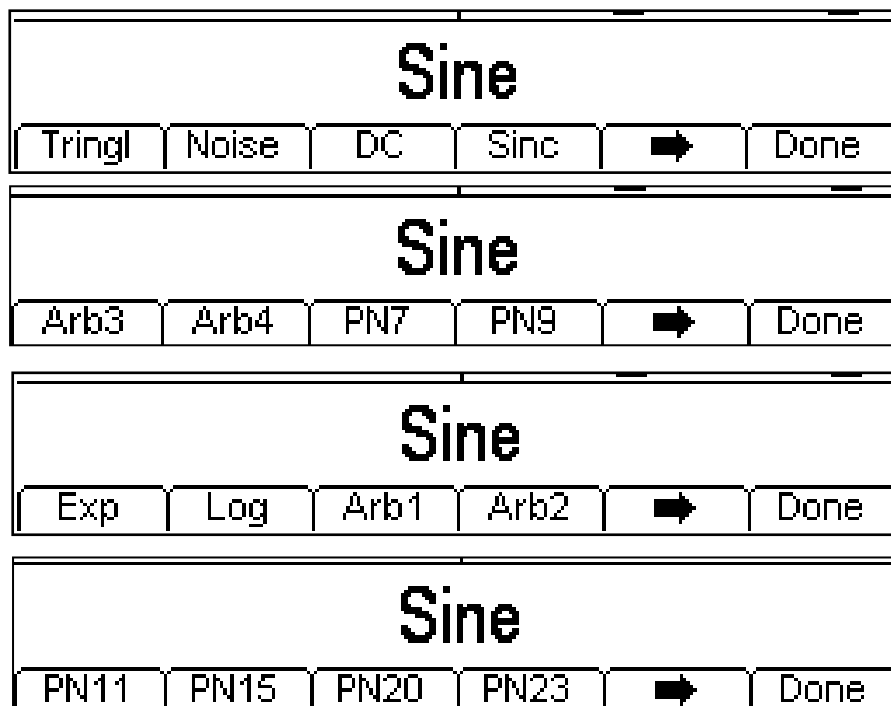 Sine
Tringl Noise DC Sinc Done
Sine
Arb3 Arb4 PN7 PN9 Done
Sine
Exp Log Arb1 Arb2 Done
Sine
PN11 PN15 PN20 PN23 Done